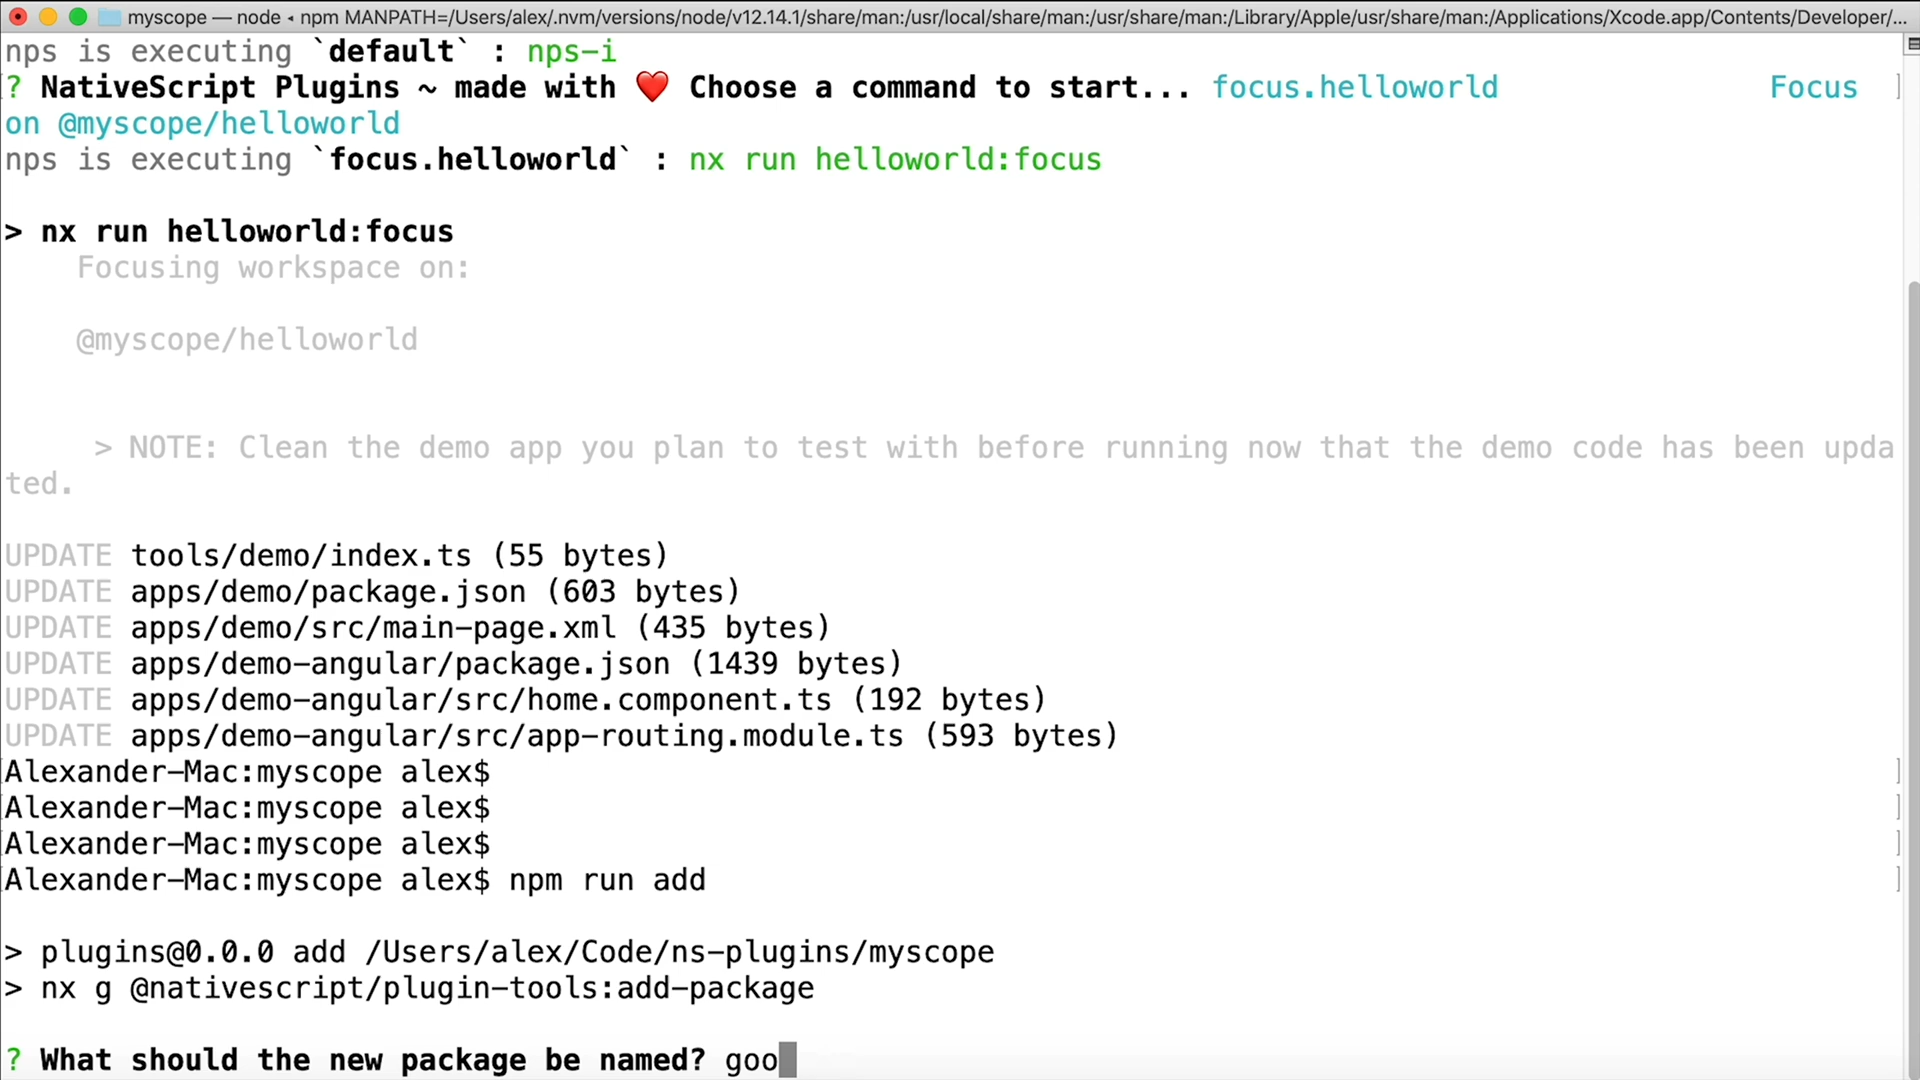 myscope — node ◂ npm MANPATH=/Users/alex/.nvm/versions/node/v12.14.1/share/man:/usr/local/share/man:/usr/share/man:/Library/Apple/usr/share/man:/Applications/Xcode.app/Contents/Developer/...
nps is executing `default` : nps-i
? NativeScript Plugins ~ made with ❤️ Choose a command to start... focus.helloworld Focus
on @myscope/helloworld
nps is executing `focus.helloworld` : nx run helloworld:focus
> nx run helloworld:focus
Focusing workspace on:
@myscope/helloworld
> NOTE: Clean the demo app you plan to test with before running now that the demo code has been upda
ted.
UPDATE tools/demo/index.ts (55 bytes)
UPDATE apps/demo/package.json (603 bytes)
UPDATE apps/demo/src/main-page.xml (435 bytes)
UPDATE apps/demo-angular/package.json (1439 bytes)
UPDATE apps/demo-angular/src/home.component.ts (192 bytes)
UPDATE apps/demo-angular/src/app-routing.module.ts (593 bytes)
Alexander-Mac:myscope alex$
Alexander-Mac:myscope alex$
Alexander-Mac:myscope alex$
Alexander-Mac:myscope alex$ npm run add
> plugins@0.0.0 add /Users/alex/Code/ns-plugins/myscope
> nx g @nativescript/plugin-tools:add-package
? What should the new package be named? goo